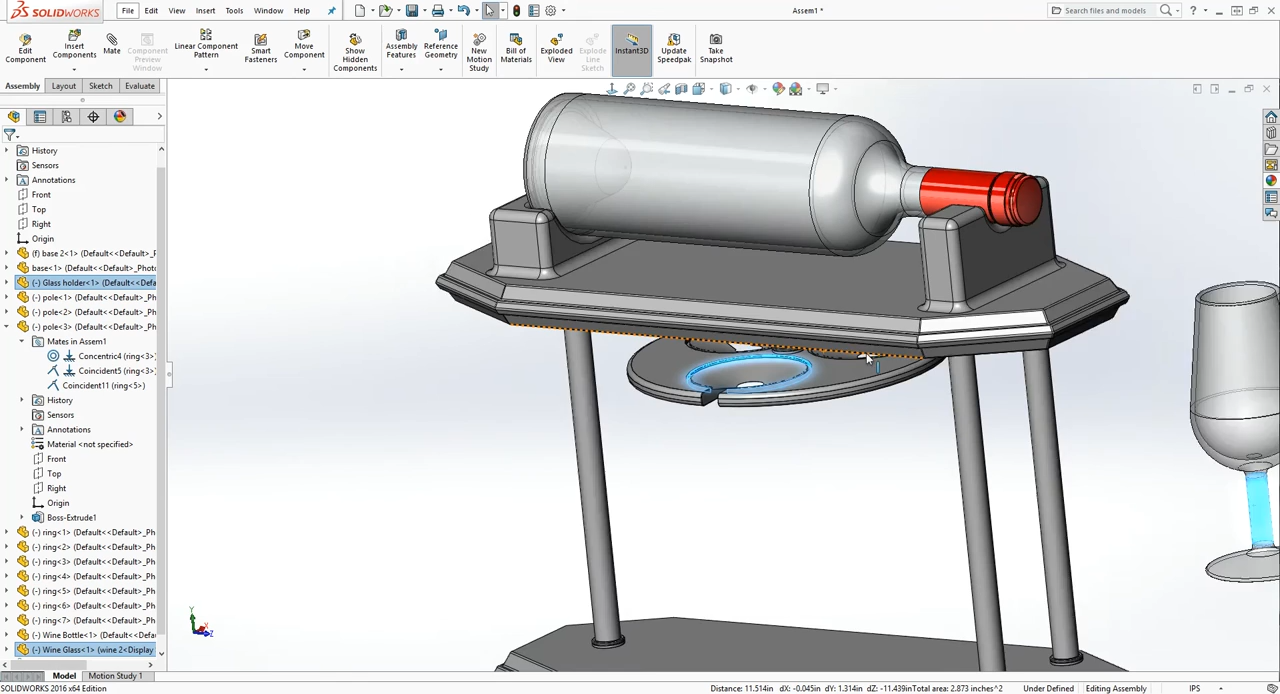 SOLIDWORKS File Edit View Insert Tools Window Help Assem1 * Search files and models
Edit Component
Insert Components
Mate
Component Preview Window
Linear Component Pattern
Smart Fasteners
Move Component
Show Hidden Components
Assembly Features
Reference Geometry
New Motion Study
Bill of Materials
Exploded View
Explode Line Sketch
Instant3D
Update Speedpak
Take Snapshot
Assembly Layout Sketch Evaluate
History
Sensors
Annotations
Front
Top
Right
Origin
(f) base 2<1> (Default<<Defaul
base<1> (Default<<Default>_Phot
(-) Glass holder<1> (Default<<Def
(-) pole<1> (Default<<Default>_Ph
(-) pole<2> (Default<<Default>_Ph
(-) pole<3> (Default<<Default>_Ph
Mates in Assem1
Concentric4 (ring<3>
Coincident5 (ring<3>
Coincident11 (ring<5>)
History
Sensors
Annotations
Material <not specified>
Front
Top
Right
Origin
Boss-Extrude1
(-) ring<1> (Default<<Default>_Ph
(-) ring<2> (Default<<Default>_Ph
(-) ring<3> (Default<<Default>_Ph
(-) ring<4> (Default<<Default>_Ph
(-) ring<5> (Default<<Default>_Ph
(-) ring<6> (Default<<Default>_Ph
(-) ring<7> (Default<<Default>_Ph
(-) Wine Bottle<1> (Default<<Defa
(-) Wine Glass<1> (wine 2<Display
Y
X
Z
Model Motion Study 1
SOLIDWORKS 2016 x64 Edition Distance: 11.514in dX: -0.045in dY: 1.314in dZ: -11.439in Total area: 2.873 inches^2 Under Defined Editing Assembly IPS